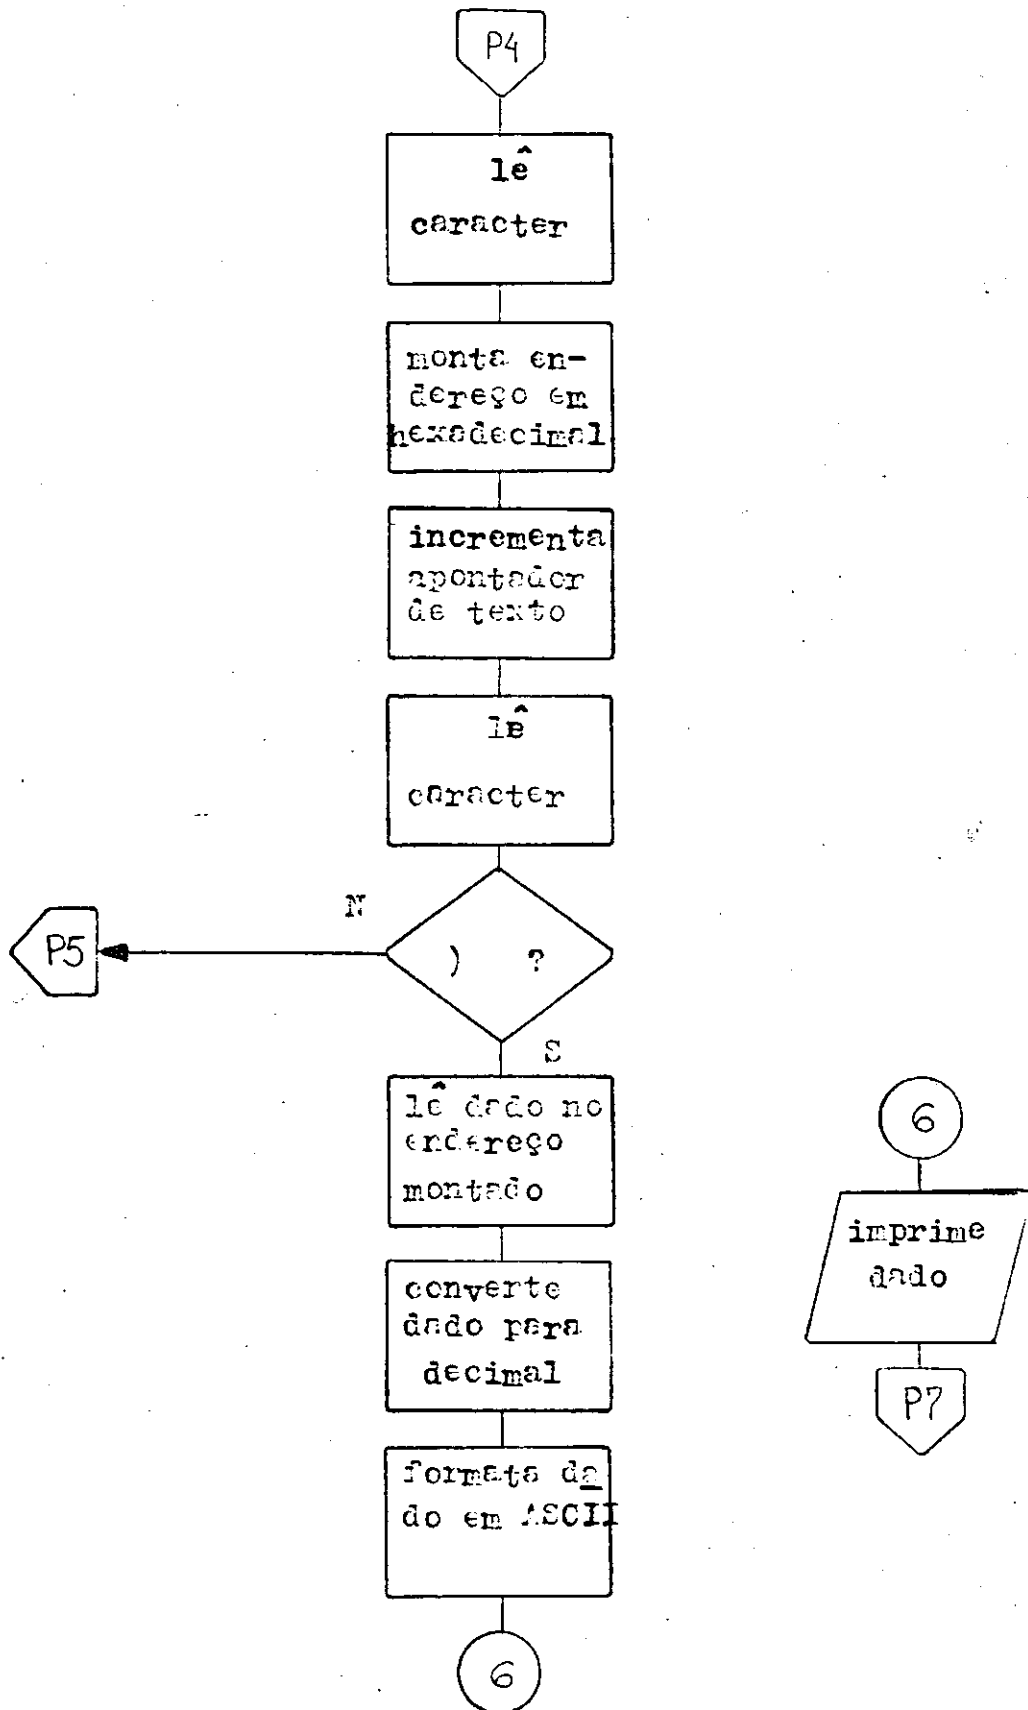 P4
lê
caracter
monta en-
dereço em
hexadecimal
incrementa
apontador
de texto
lê
caracter
N
P5
) ?
S
lê dado no
endereço
montado
converte
dado para
decimal
formata da
do em ASCII
6
6
imprime
dado
P7